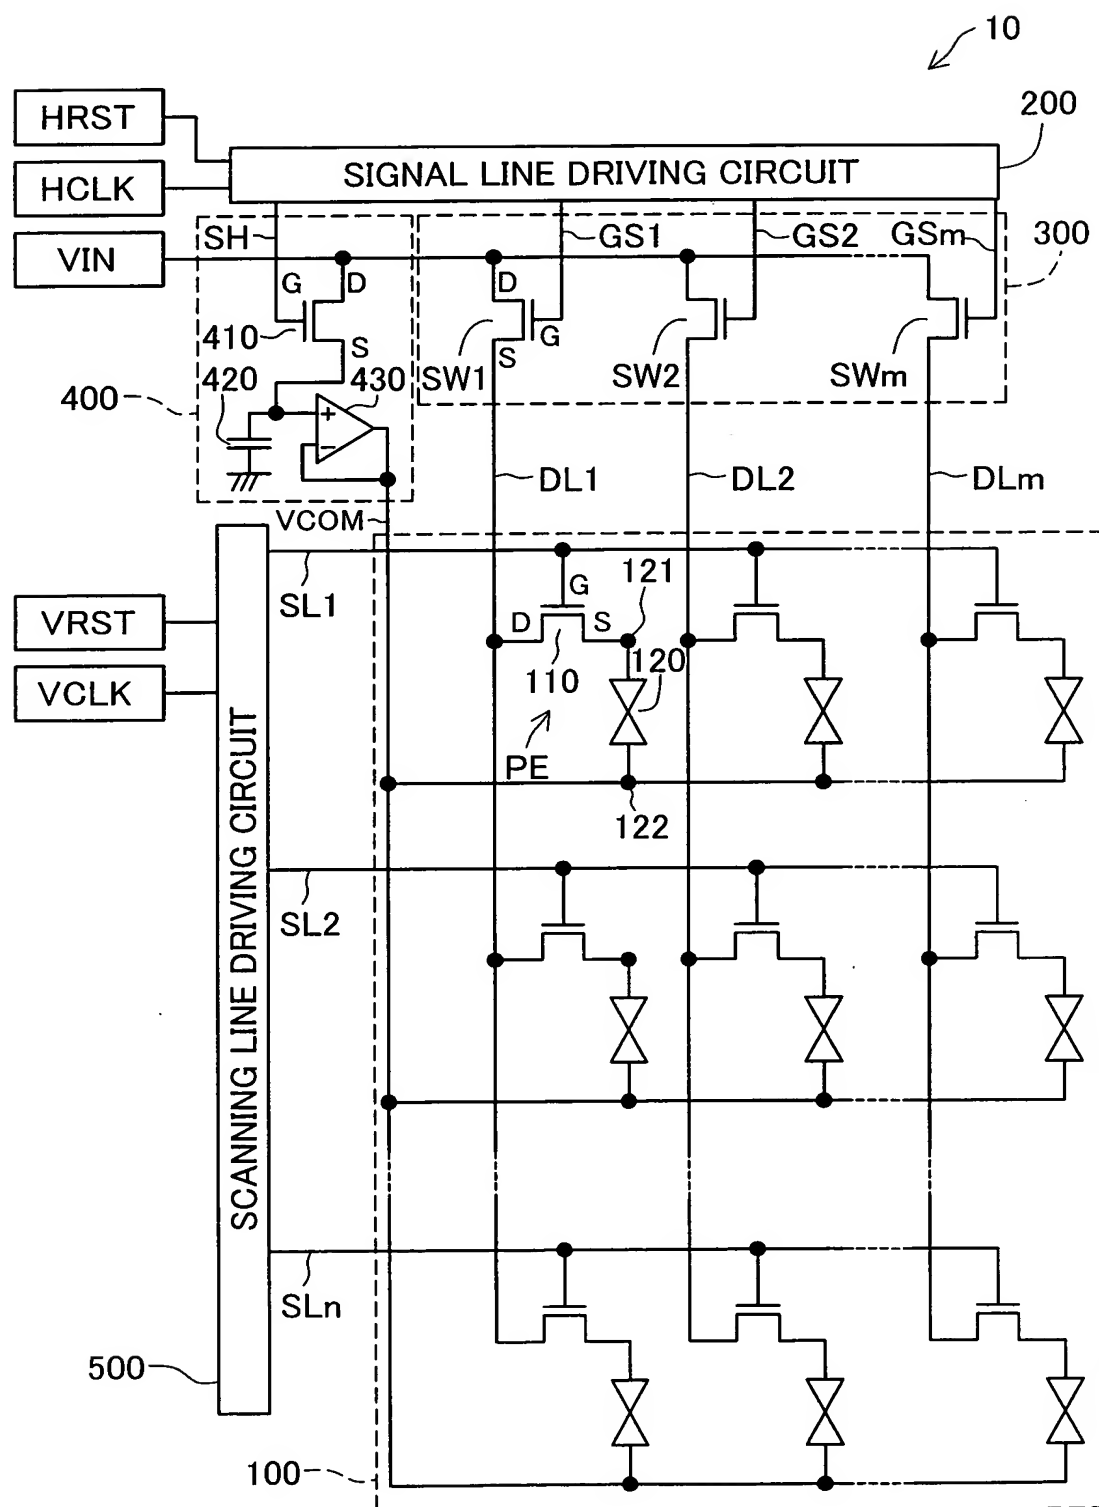 10
HRST
200
SIGNAL LINE DRIVING CIRCUIT
HCLK
SH
GS1
GS2
GSm
300
VIN
G
D
D
410
S
G
S
SW1
SW2
SWm
400
420
430
+
−
DL1
DL2
DLm
VCOM
SL1
G
121
VRST
D
S
120
VCLK
110
PE
122
SCANNING LINE DRIVING CIRCUIT
SL2
SLn
500
100